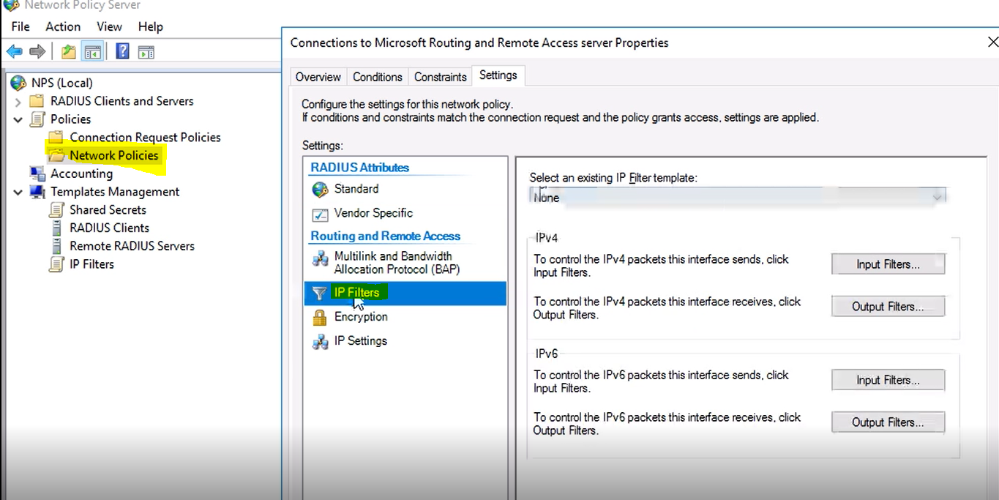 Network Policy Server
File Action View Help
NPS (Local)
RADIUS Clients and Servers
Policies
Connection Request Policies
Network Policies
Accounting
Templates Management
Shared Secrets
RADIUS Clients
Remote RADIUS Servers
IP Filters
Connections to Microsoft Routing and Remote Access server Properties
Overview Conditions Constraints Settings
Configure the settings for this network policy.
If conditions and constraints match the connection request and the policy grants access, settings are applied.
Settings:
RADIUS Attributes
Standard
Vendor Specific
Routing and Remote Access
Multilink and Bandwidth
Allocation Protocol (BAP)
IP Filters
Encryption
IP Settings
Select an existing IP Filter template:
None
IPv4
To control the IPv4 packets this interface sends, click
Input Filters.
Input Filters...
To control the IPv4 packets this interface receives, click
Output Filters.
Output Filters...
IPv6
To control the IPv6 packets this interface sends, click
Input Filters.
Input Filters...
To control the IPv6 packets this interface receives, click
Output Filters.
Output Filters...